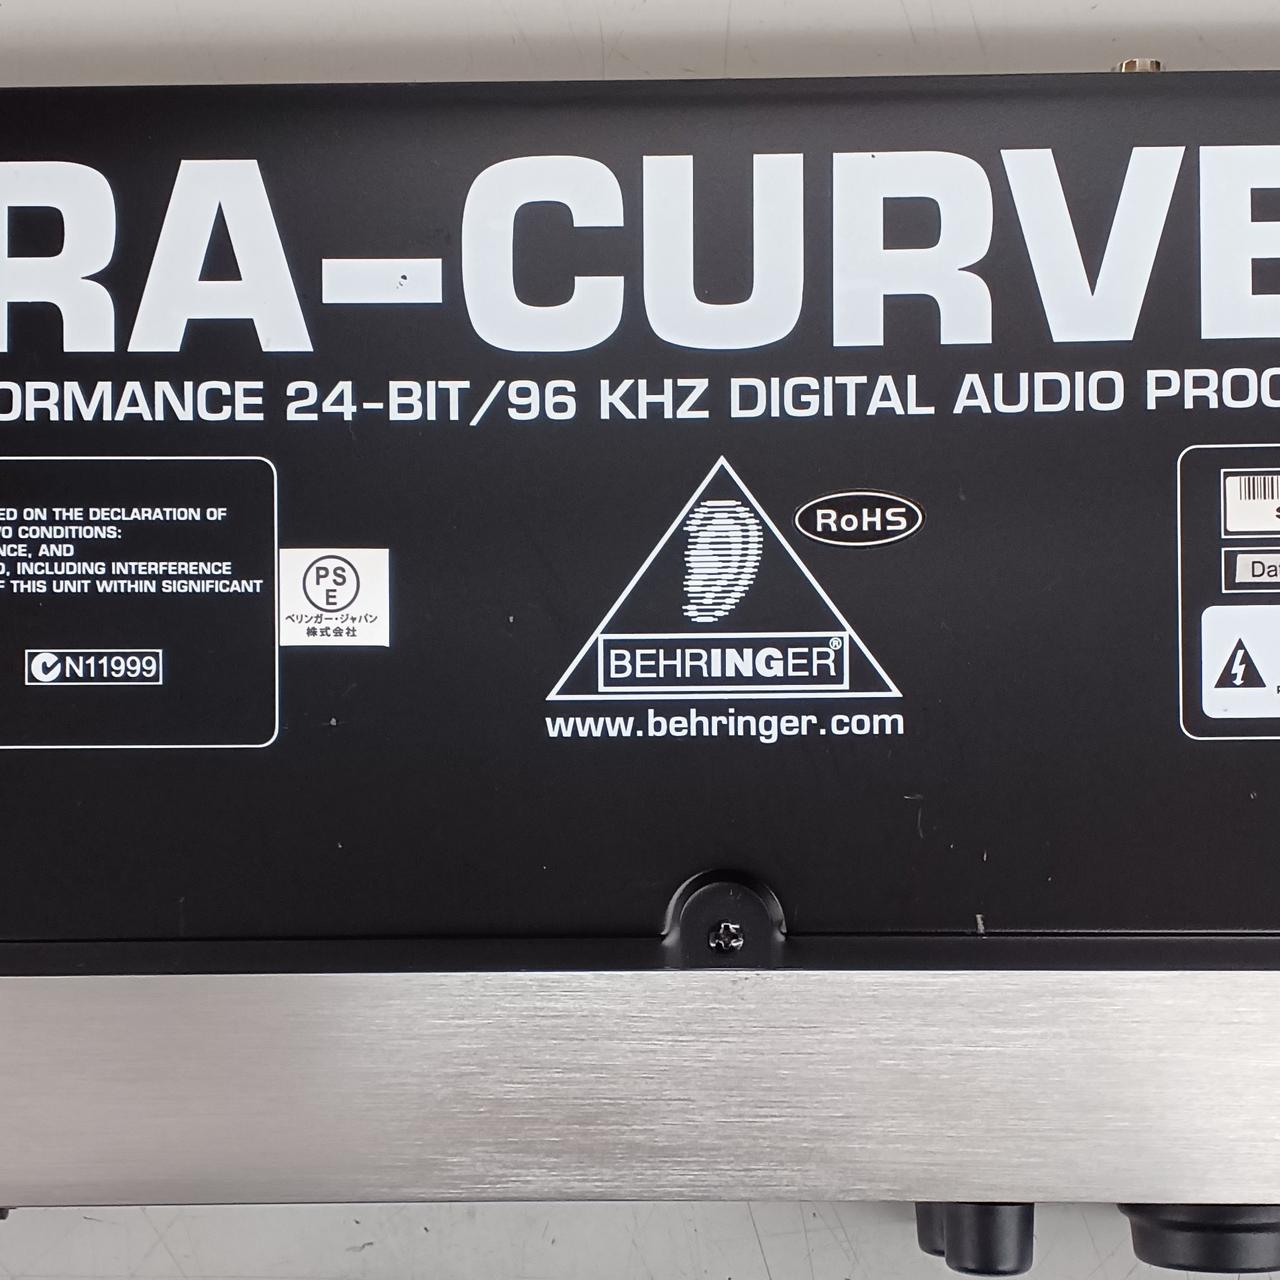 RA-CURVE
ORMANCE 24-BIT/96 KHZ DIGITAL AUDIO PROC
ED ON THE DECLARATION OF
VO CONDITIONS:
NCE, AND
D, INCLUDING INTERFERENCE
F THIS UNIT WITHIN SIGNIFICANT
N11999
PS
E
ベリンガー・ジャパン
株式会社
RoHS
BEHRINGER®
www.behringer.com
S
Da